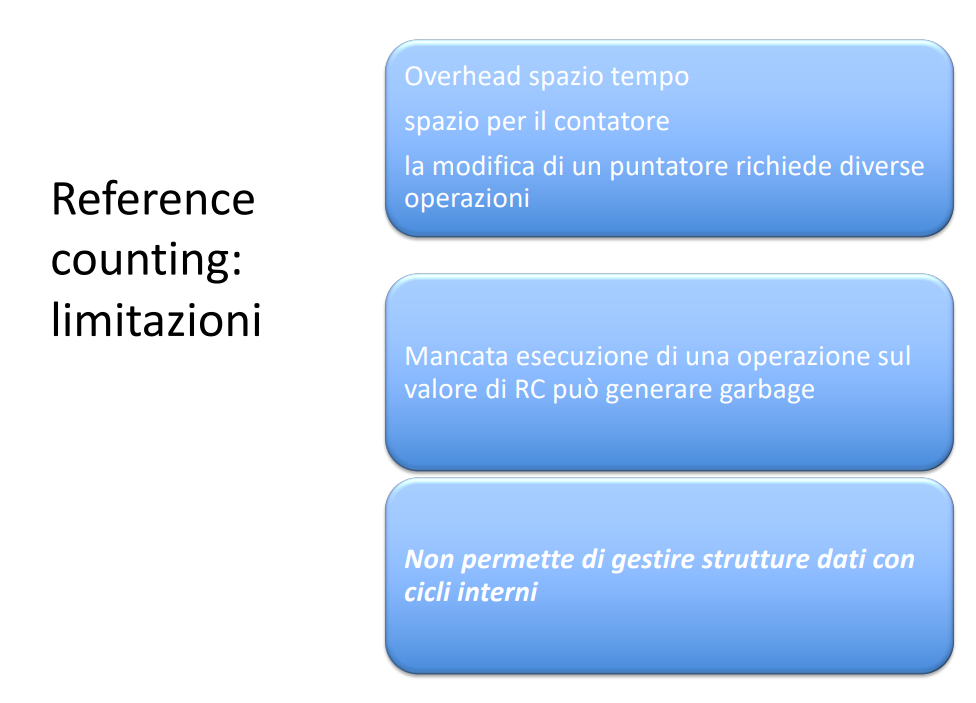 Reference
counting:
limitazioni
Overhead spazio tempo
spazio per il contatore
la modifica di un puntatore richiede diverse
operazioni
Mancata esecuzione di una operazione sul
valore di RC può generare garbage
Non permette di gestire strutture dati con
cicli interni